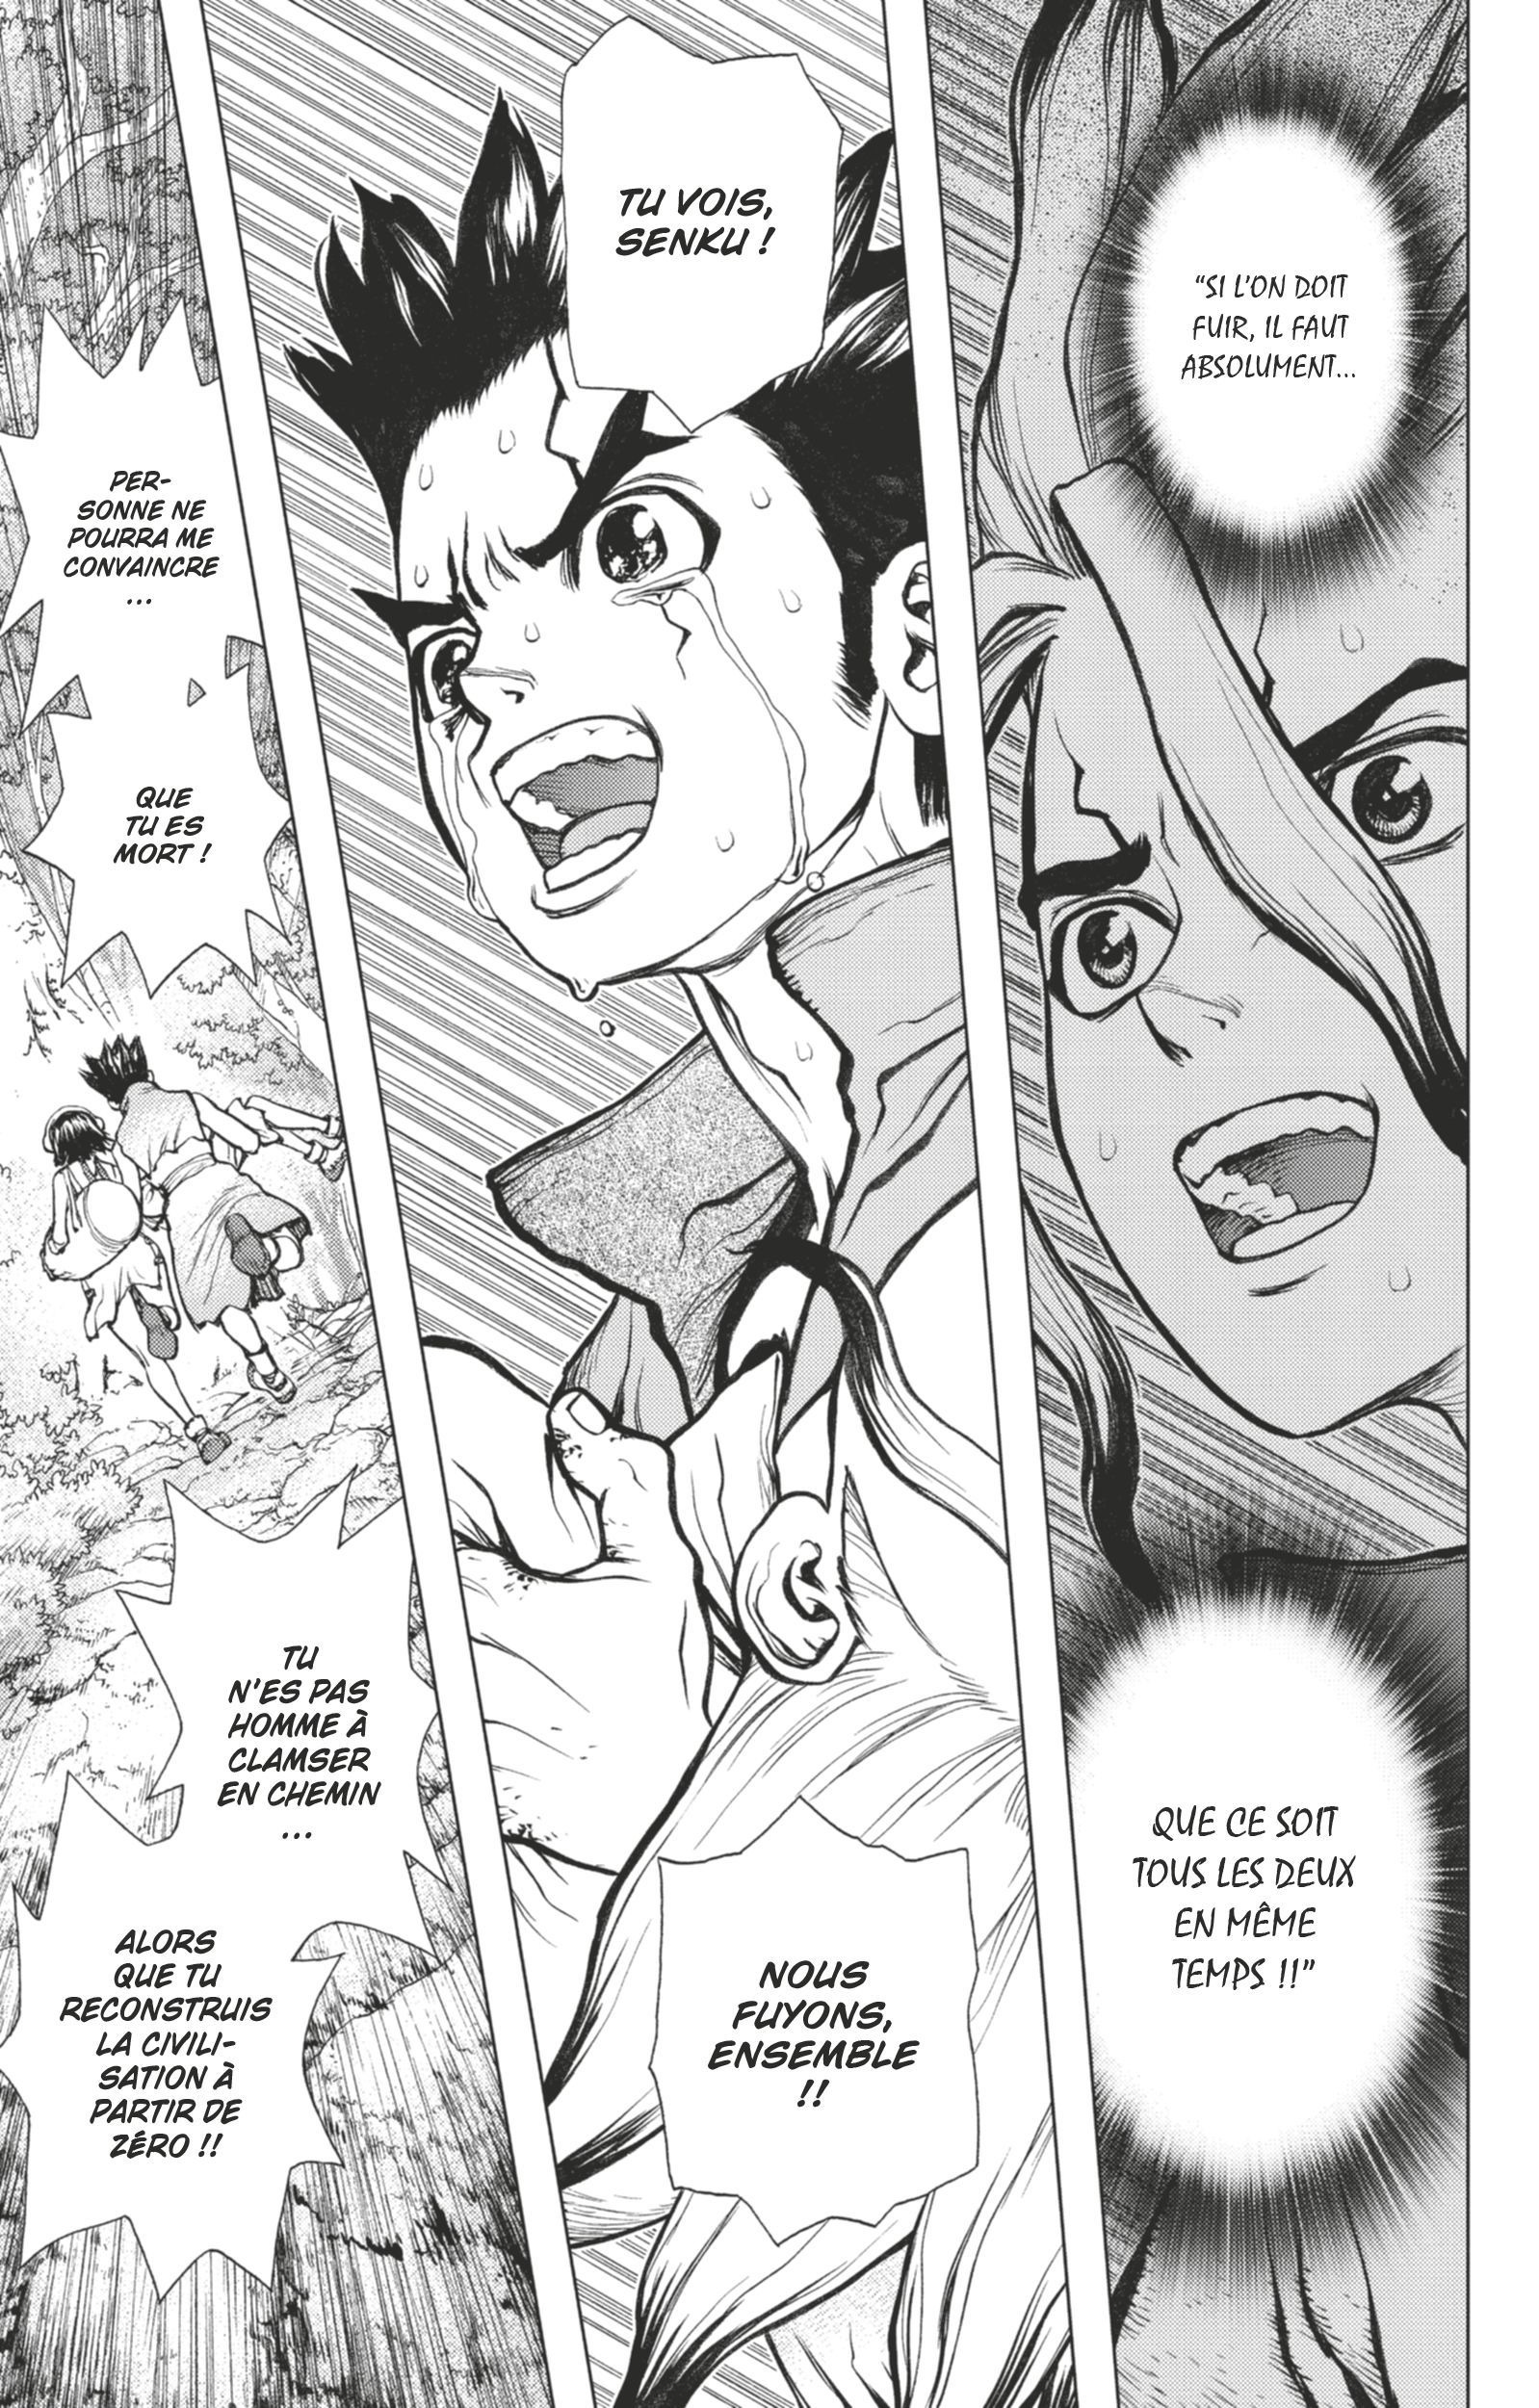 “SI L’ON DOIT
FUIR, IL FAUT
ABSOLUMENT...
QUE CE SOIT
TOUS LES DEUX
EN MÊME
TEMPS !!”
TU VOIS,
SENKU !
NOUS
FUYONS,
ENSEMBLE
!!
PER-
SONNE NE
POURRA ME
CONVAINCRE
...
QUE
TU ES
MORT !
TU
N’ES PAS
HOMME À
CLAMSER
EN CHEMIN
...
ALORS
QUE TU
RECONSTRUIS
LA CIVILI-
SATION À
PARTIR DE
ZÉRO !!